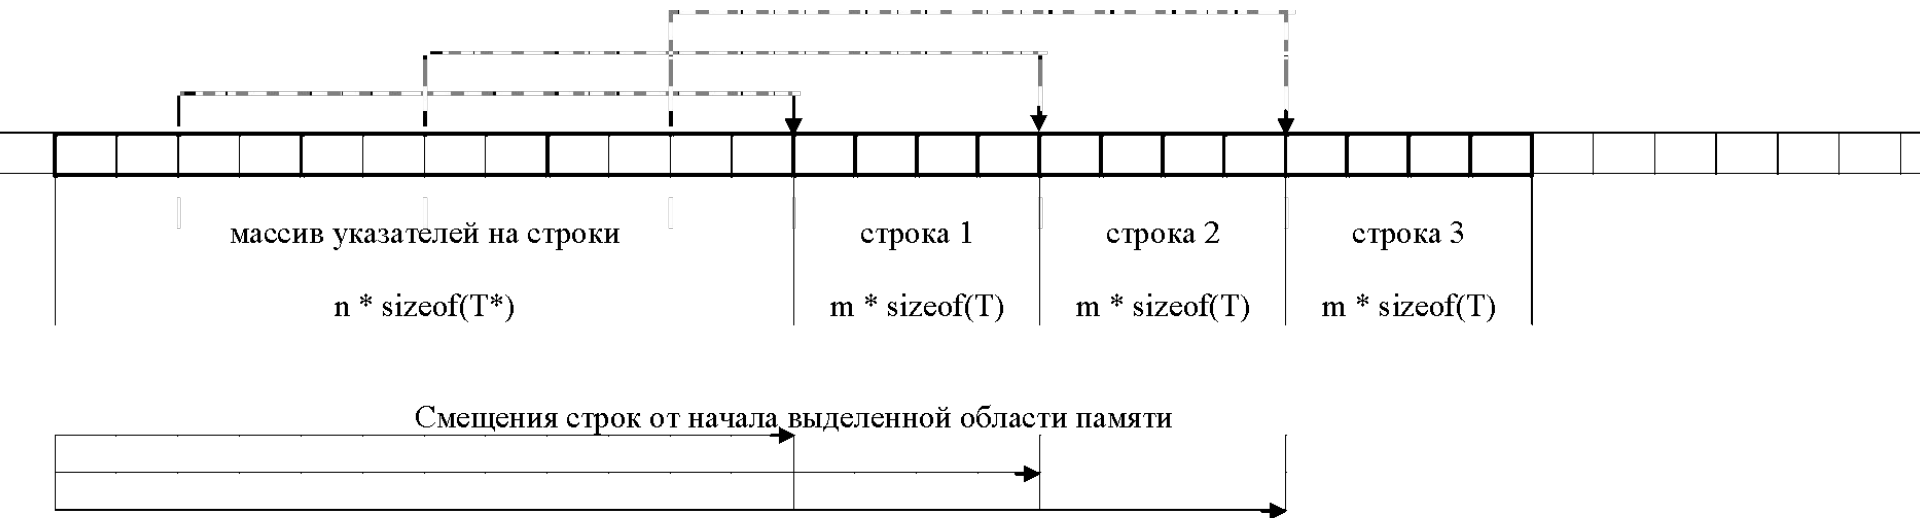 массив указателей на строки
строка 1
строка 2
строка 3
n * sizeof(T*)
m * sizeof(T)
m * sizeof(T)
m * sizeof(T)
Смещения строк от начала выделенной области памяти